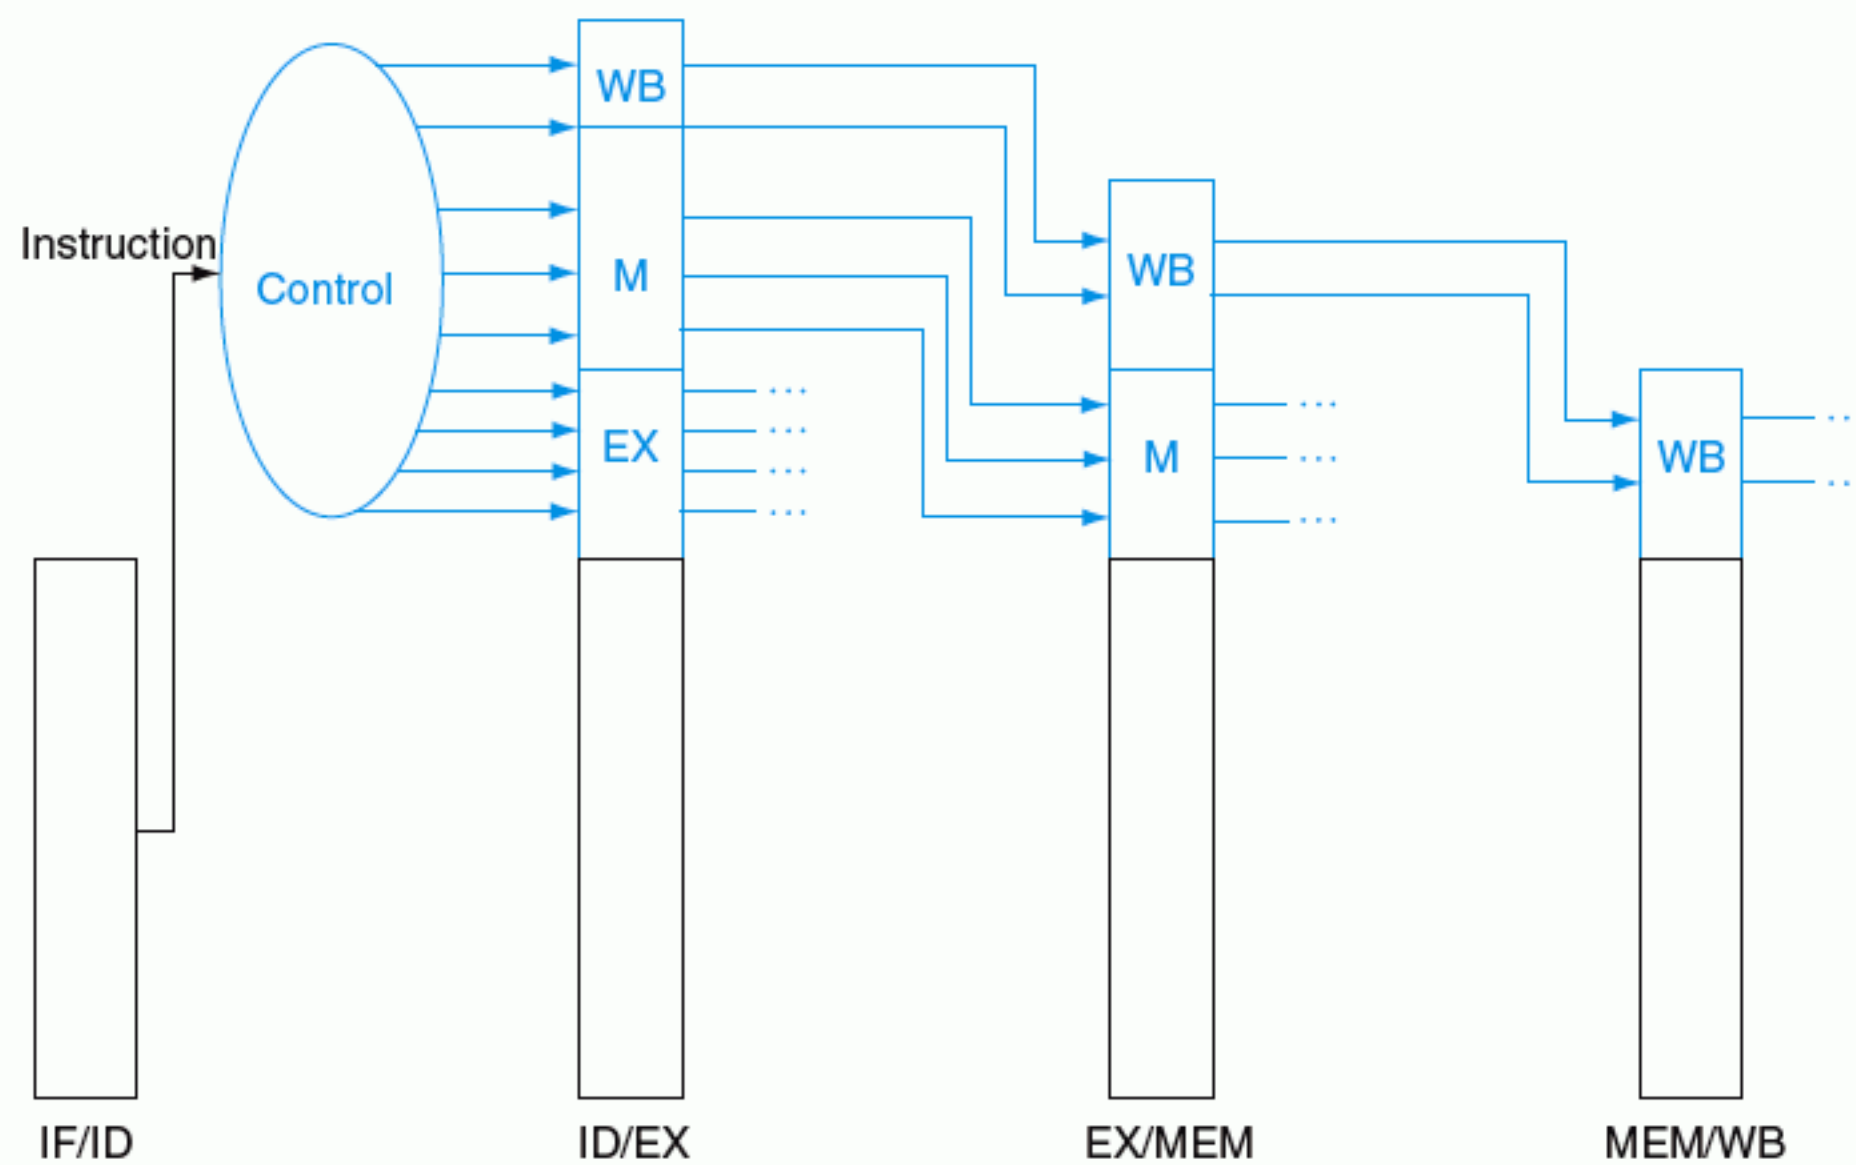 Instruction
Control
WB
M
EX
...
...
...
...
WB
M
...
...
...
WB
..
..
IF/ID
ID/EX
EX/MEM
MEM/WB